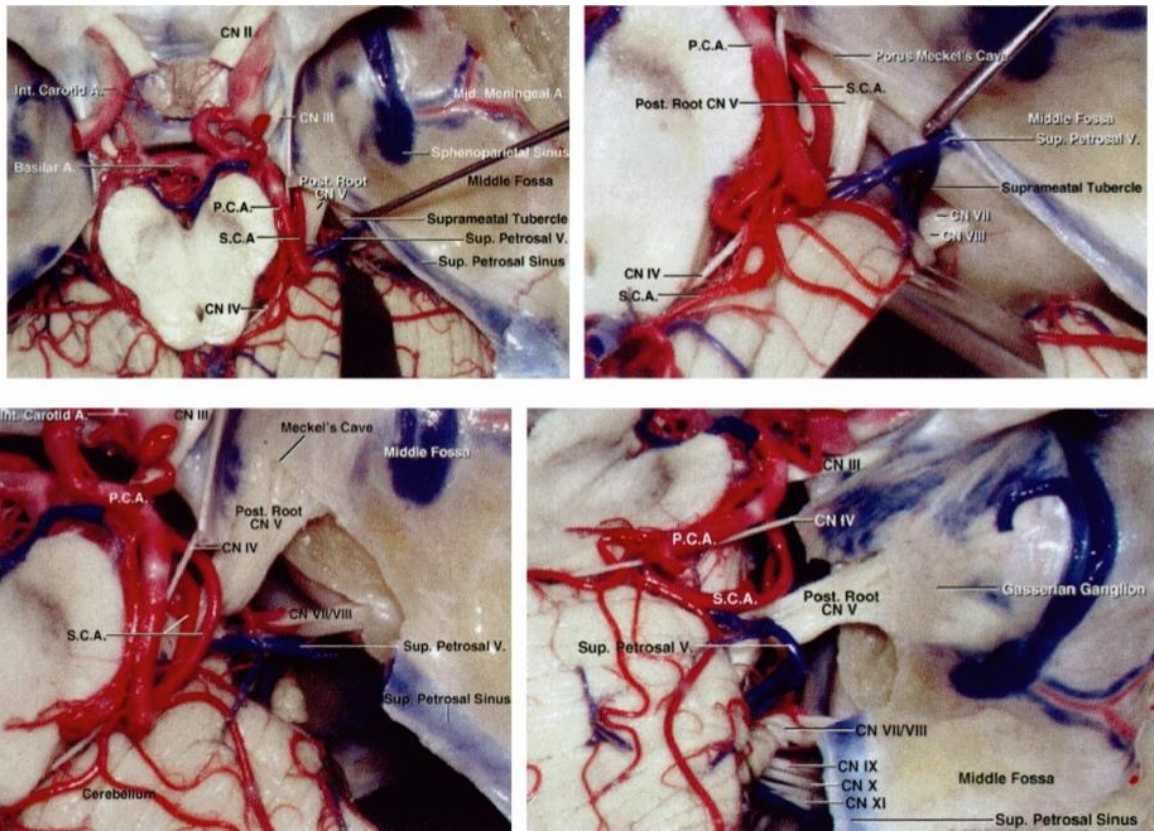 CN II
Int. Carotid A.
Mid. Meningeal A.
CN III
Basilar A.
Sphenoparietal Sinus
Post. Root
CN V
Middle Fossa
P.C.A.
Suprameatal Tubercle
S.C.A
Sup. Petrosal V.
Sup. Petrosal Sinus
CN IV
P.C.A.
Porus Meckel's Cave
S.C.A.
Post. Root CN V
Middle Fossa
Sup. Petrosal V.
Suprameatal Tubercle
CN VII
CN VIII
CN IV
S.C.A.
Int. Carotid A.
CN III
Meckel's Cave
Middle Fossa
P.C.A.
Post. Root
CN V
CN IV
CN VII/VIII
S.C.A.
Sup. Petrosal V.
Sup. Petrosal Sinus
Cerebellum
CN III
CN IV
P.C.A.
Gasserian Ganglion
S.C.A.
Post. Root
CN V
Sup. Petrosal V.
CN VII/VIII
CN IX
CN X
CN XI
Middle Fossa
Sup. Petrosal Sinus